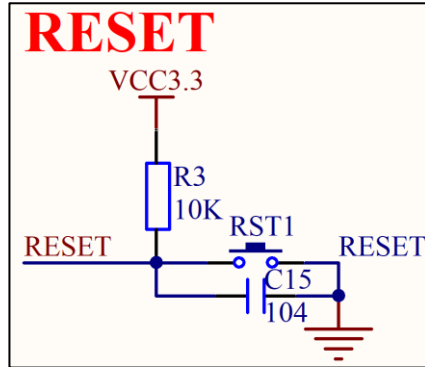 RESET
VCC3.3
R3
10K
RST1
RESET
RESET
C15
104